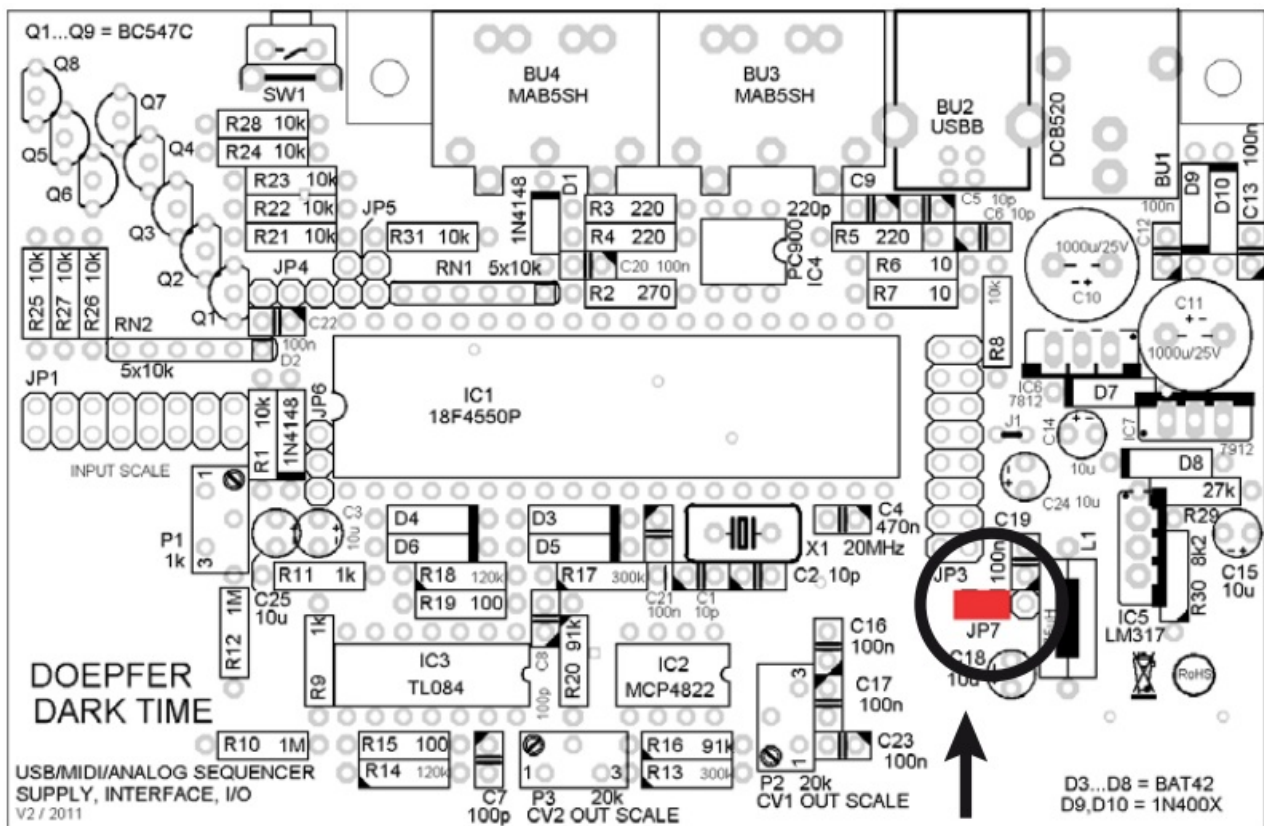 Q1...Q9 = BC547C
Q8
Q7
Q5
Q4
Q6
Q3
Q2
Q1
SW1
BU4
MAB5SH
BU3
MAB5SH
BU2
USBB
DCB520
BU1
R28 10k
R24 10k
R23 10k
R22 10k
R21 10k
JP5
R31 10k
1N4148
D1
R3 220
R4 220
C20 100n
R2 270
220p
PC900
IC4
C9
C5 10p
C6 10p
R5 220
R6 10
R7 10
10k
R8
1000u/25V
C10
C11
1000u/25V
100n
C12
D9
D10
C13
100n
R25 10k
R27 10k
R26 10k
JP4
RN1 5x10k
C22
100n
RN2
5x10k
D2
JP1
INPUT SCALE
R1 10k
1N4148
JP6
IC1
18F4550P
IC6
7812
D7
J1
C14
10u
IC7
7912
D8
27k
R29
C24 10u
P1
1k
1
3
C3
10u
D4
D6
D3
D5
X1 20MHz
C4
470n
C19
100n
L1
JP3
8k2
R30
C15
10u
C25
10u
R11 1k
R18 120k
R19 100
R17 300k
C21
100n
C1
10p
C2 10p
JP7
IC5
LM317
R12 1M
R9 1k
IC3
TL084
C8
100p
R20 91k
IC2
MCP4822
C16
100n
C17
100n
C18
10u
RoHS
DOEPFER
DARK TIME
R10 1M
R15 100
R14 120k
C7
100p
P3 20k
1 3
CV2 OUT SCALE
R16 91k
R13 300k
3
1
P2 20k
CV1 OUT SCALE
C23
100n
USB/MIDI/ANALOG SEQUENCER
SUPPLY, INTERFACE, I/O
V2 / 2011
D3...D8 = BAT42
D9,D10 = 1N400X